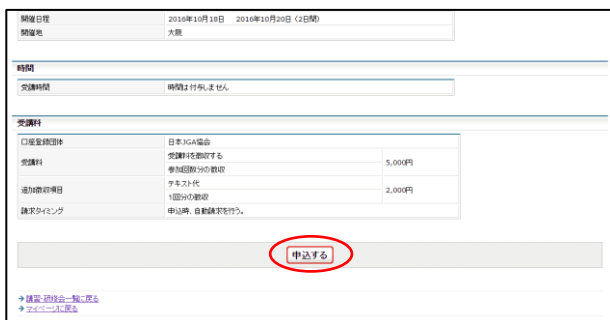 開催日程 2016年10月18日 2016年10月20日（2日間）
開催地 大阪
時間
受講時間 時間は付与しません
受講料
口座登録団体 日本JGA協会
受講料 受講料を徴収する 5,000円
参加回数分の徴収
追加徴収項目 テキスト代 2,000円
1回分の徴収
請求タイミング 申込時、自動請求を行う。
申込する
→講習・研修会一覧に戻る
→マイページに戻る